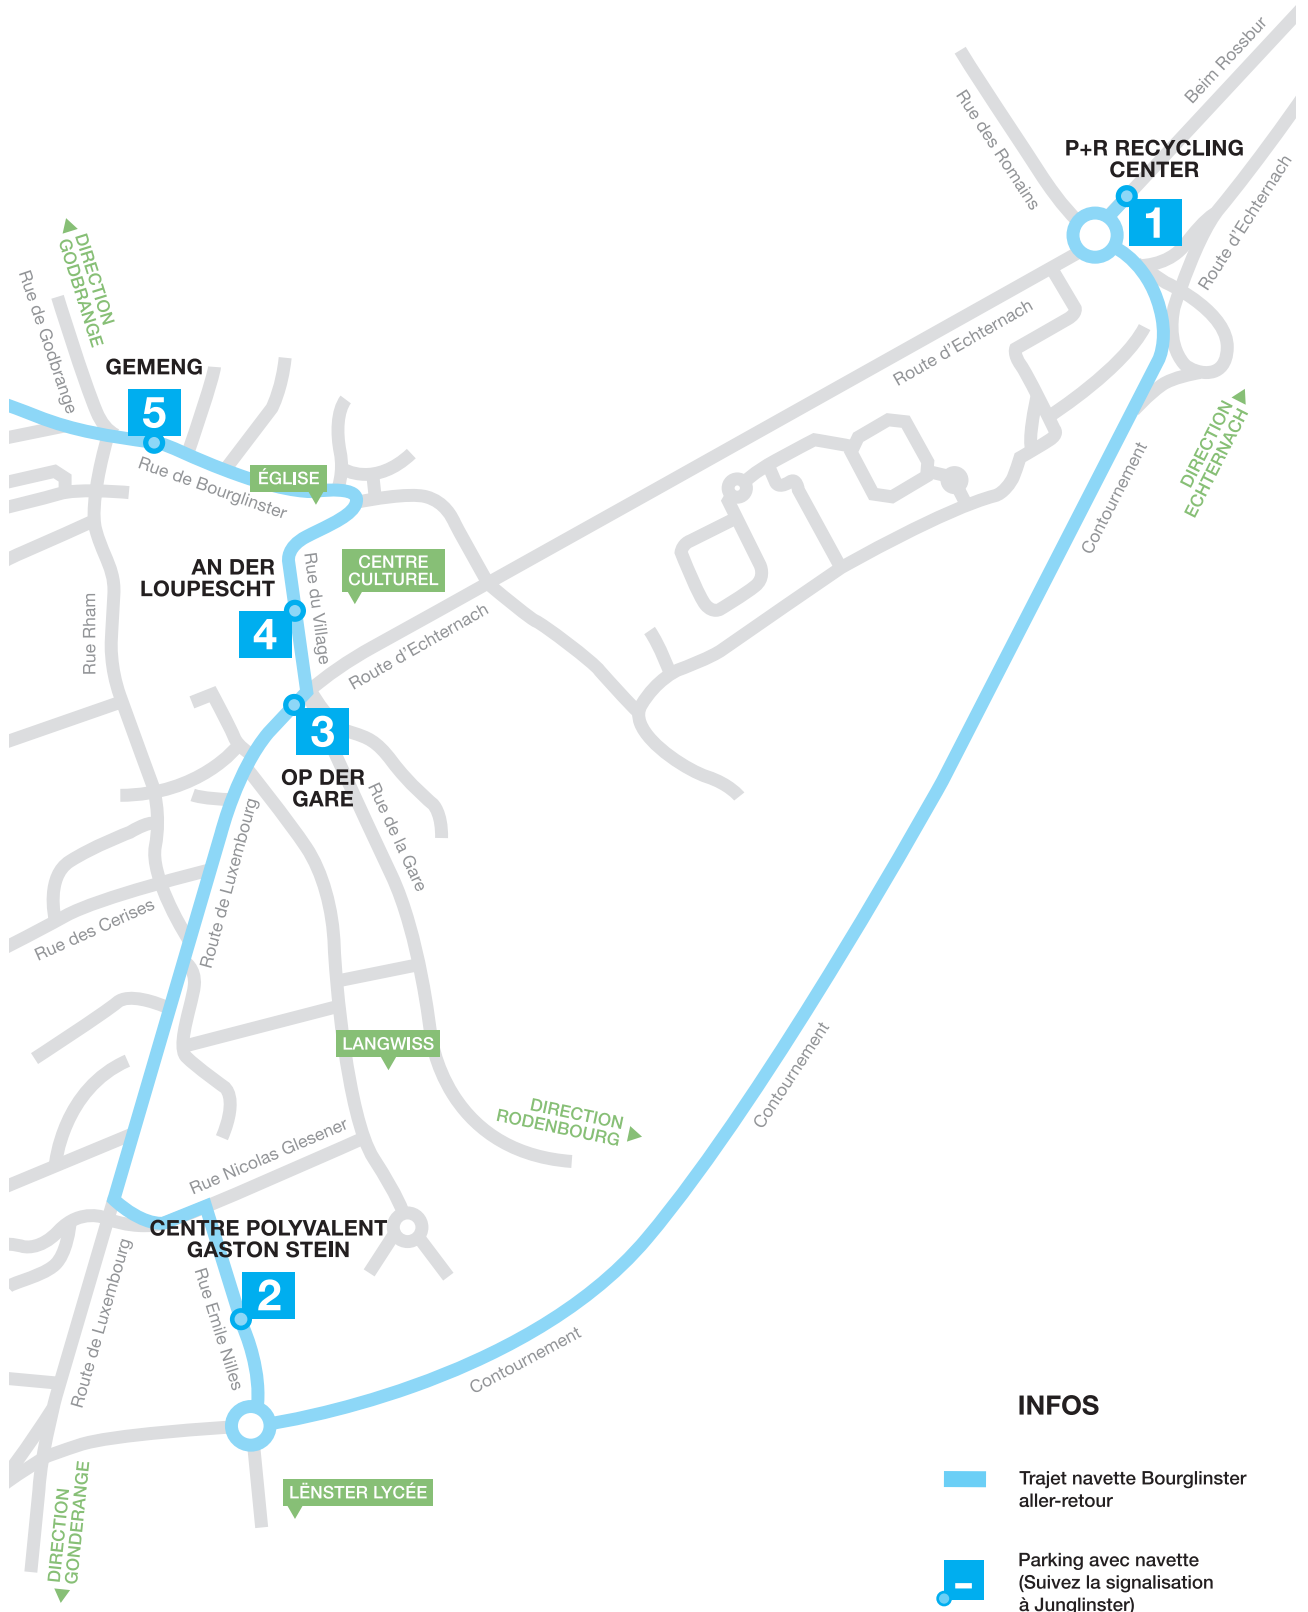 Beim Rossbur
Rue des Romains
P+R RECYCLING
CENTER
1
Route d'Echternach
DIRECTION
GODBRANGE
Rue de Godbrange
Route d'Echternach
GEMENG
5
DIRECTION
ECHTERNACH
Rue de Bourglinster
ÉGLISE
Contournement
AN DER
LOUPESCHT
4
Rue du Village
CENTRE
CULTUREL
Rue Rham
Route d'Echternach
3
OP DER
GARE
Rue de la Gare
Route de Luxembourg
Rue des Cerises
LANGWISS
Contournement
DIRECTION
RODENBOURG
Rue Nicolas Glesener
CENTRE POLYVALENT
GASTON STEIN
2
Rue Emile Nilles
Route de Luxembourg
Contournement
LËNSTER LYCÉE
DIRECTION
GONDERANGE
INFOS
Trajet navette Bourglinster
aller-retour
Parking avec navette
(Suivez la signalisation
à Junglinster)